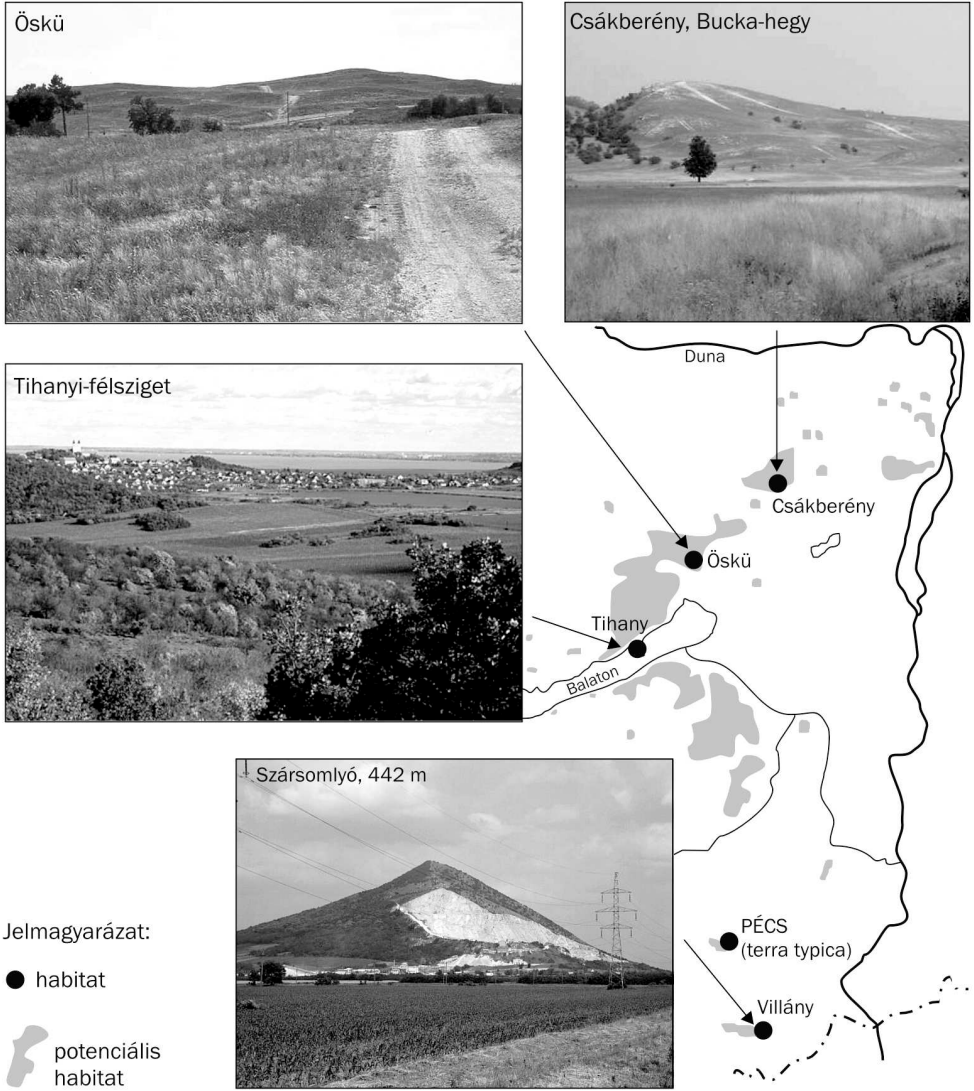 Öskü
Csákberény, Bucka-hegy
Duna
Tihanyi-félsziget
Csákberény
Öskü
Tihany
Balaton
Szársomlyó, 442 m
Jelmagyarázat:
habitat
potenciális
habitat
PÉCS
(terra typica)
Villány